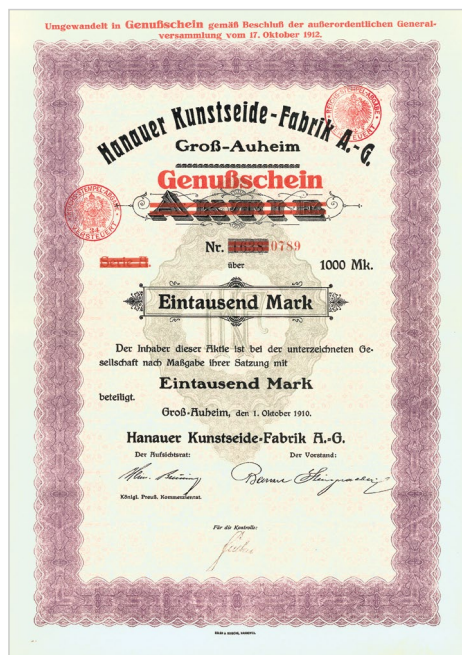 Umgewandelt in Genußschein gemäß Beschluß der außerordentlichen General-
versammlung vom 17. Oktober 1912.
Hanauer Kunstseide-Fabrik A.-G.
Groß-Auheim
Genußschein
AKTIE
Nr. 1638 0789
Serie B.
über
1000 Mk.
Eintausend Mark
Der Inhaber dieser Aktie ist bei der unterzeichneten Ge-
sellschaft nach Maßgabe ihrer Satzung mit
Eintausend Mark
beteiligt.
Groß-Auheim, den 1. Oktober 1910.
Hanauer Kunstseide-Fabrik A.-G.
Der Aufsichtsrat: Der Vorstand:
Königl. Preuß. Kommerzienrat.
Für die Kontrolle: